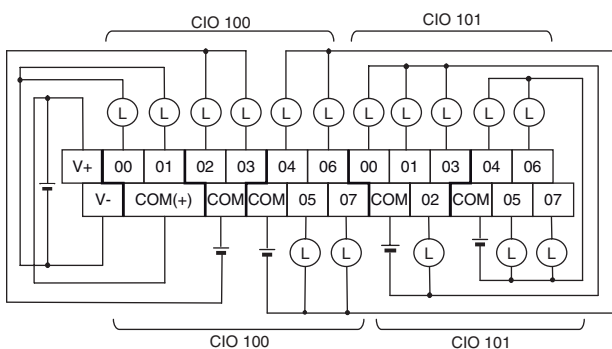 CIO 100 CIO 101
L L L L L L L L L L L
V+ 00 01 02 03 04 06 00 01 03 04 06
V- COM(+) COM COM 05 07 COM 02 COM 05 07
L L L L L
CIO 100 CIO 101